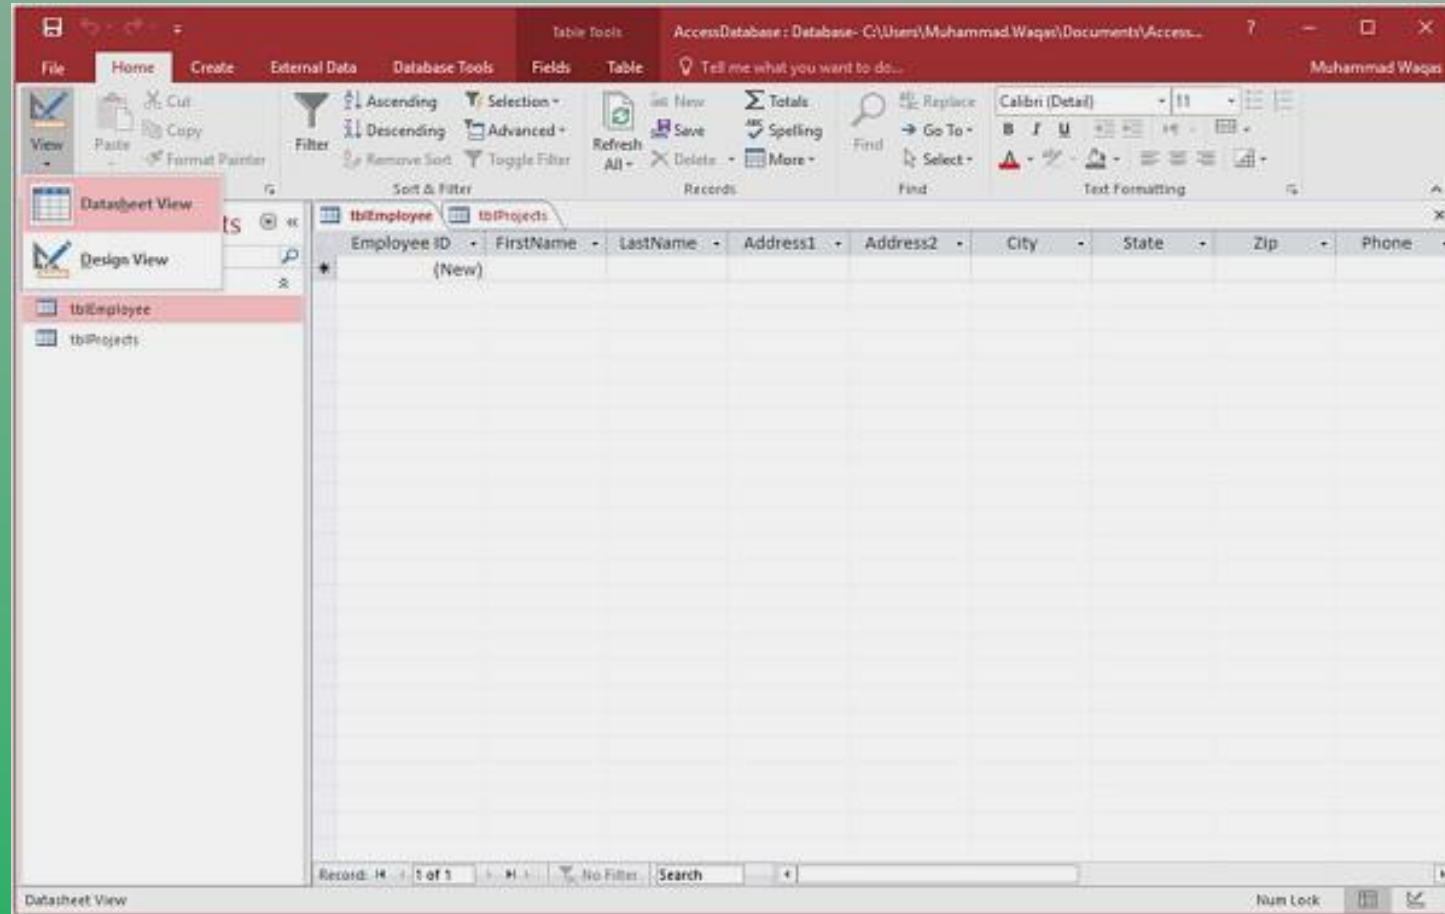 Table Tools AccessDatabase : Database- C:\Users\Muhammad.Waqas\Documents\Access... ?
File Home Create External Data Database Tools Fields Table Tell me what you want to do... Muhammad Waqas
View
Paste
Cut
Copy
Format Painter
Filter
Ascending
Descending
Remove Sort
Selection
Advanced
Toggle Filter
Sort & Filter
Refresh
All
New
Save
Delete
Totals
Spelling
More
Records
Find
Replace
Go To
Select
Find
Calibri (Detail) 11
B I U
A
Text Formatting
Datasheet View
Design View
ts
tblEmployee
tblProjects
tblEmployee tblProjects
Employee ID FirstName LastName Address1 Address2 City State Zip Phone
* (New)
Record: 1 of 1 No Filter Search
Datasheet View Num Lock